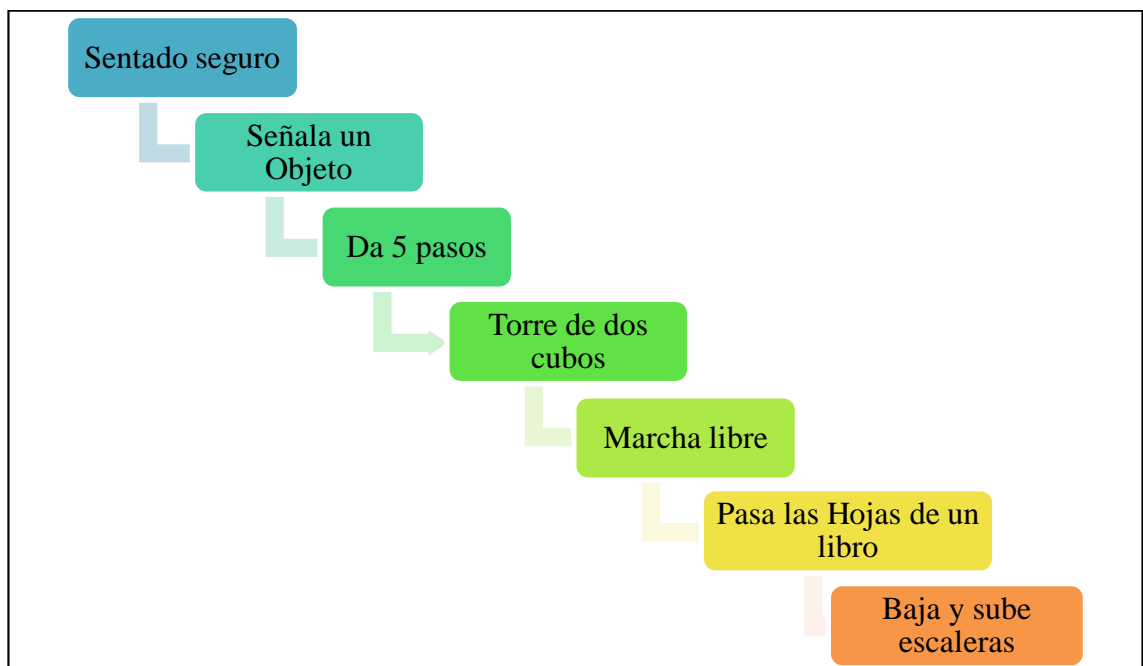 Sentado seguro
Señala un
Objeto
Da 5 pasos
Torre de dos
cubos
Marcha libre
Pasa las Hojas de un
libro
Baja y sube
escaleras